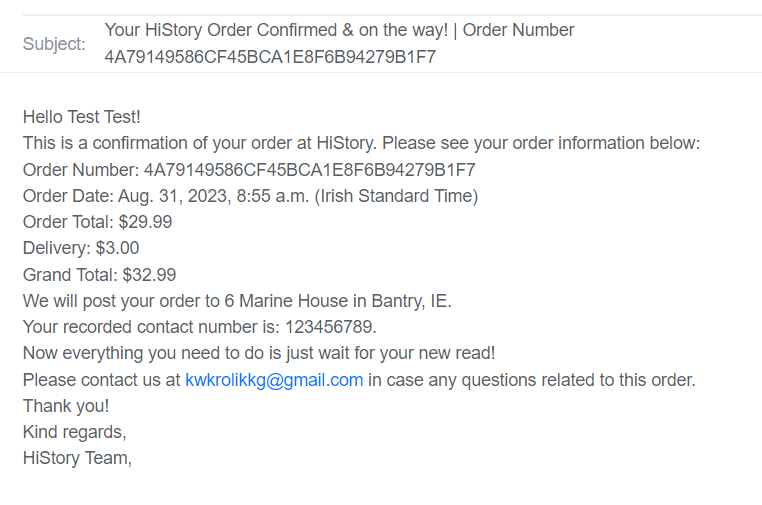 Subject: Your HiStory Order Confirmed & on the way! | Order Number
4A79149586CF45BCA1E8F6B94279B1F7
Hello Test Test!
This is a confirmation of your order at HiStory. Please see your order information below:
Order Number: 4A79149586CF45BCA1E8F6B94279B1F7
Order Date: Aug. 31, 2023, 8:55 a.m. (Irish Standard Time)
Order Total: $29.99
Delivery: $3.00
Grand Total: $32.99
We will post your order to 6 Marine House in Bantry, IE.
Your recorded contact number is: 123456789.
Now everything you need to do is just wait for your new read!
Please contact us at kwkrolikkg@gmail.com in case any questions related to this order.
Thank you!
Kind regards,
HiStory Team,